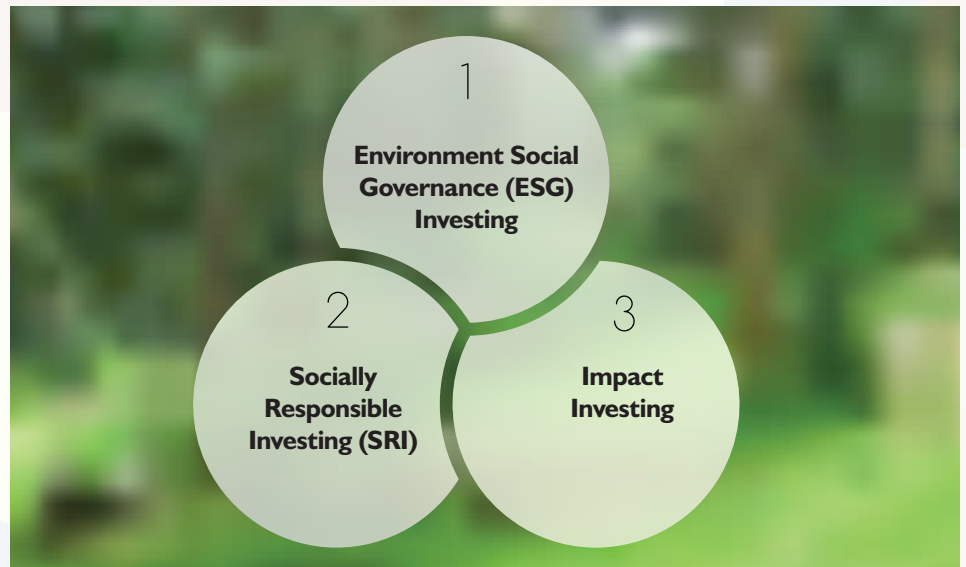 1
Environment Social
Governance (ESG)
Investing
2
Socially
Responsible
Investing (SRI)
3
Impact
Investing